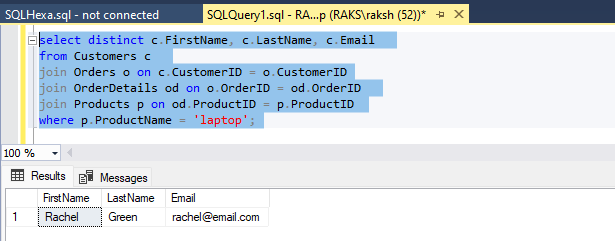 SQLHexa.sql - not connected
SQLQuery1.sql - RA...p (RAKS\raksh (52))*
select distinct c.FirstName, c.LastName, c.Email
from Customers c
join Orders o on c.CustomerID = o.CustomerID
join OrderDetails od on o.OrderID = od.OrderID
join Products p on od.ProductID = p.ProductID
where p.ProductName = 'laptop';
100 %
Results Messages
FirstName LastName Email
1 Rachel Green rachel@email.com